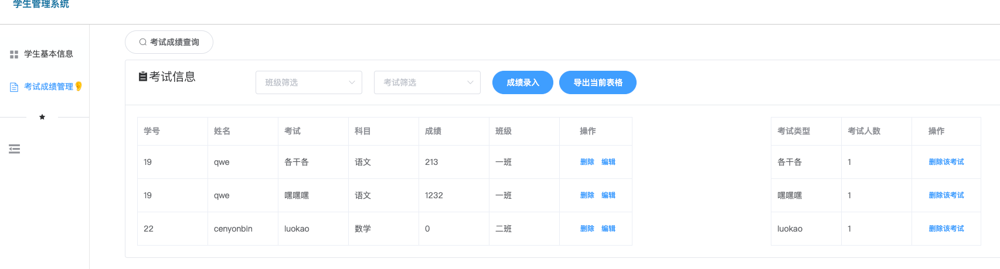 学生管理系统
学生基本信息
考试成绩管理
考试成绩查询
考试信息
班级筛选
考试筛选
成绩录入
导出当前表格
学号 姓名 考试 科目 成绩 班级 操作
19 qwe 各干各 语文 213 一班 删除 编辑
19 qwe 嘿嘿嘿 语文 1232 一班 删除 编辑
22 cenyonbin luokao 数学 0 二班 删除 编辑
考试类型 考试人数 操作
各干各 1 删除该考试
嘿嘿嘿 1 删除该考试
luokao 1 删除该考试